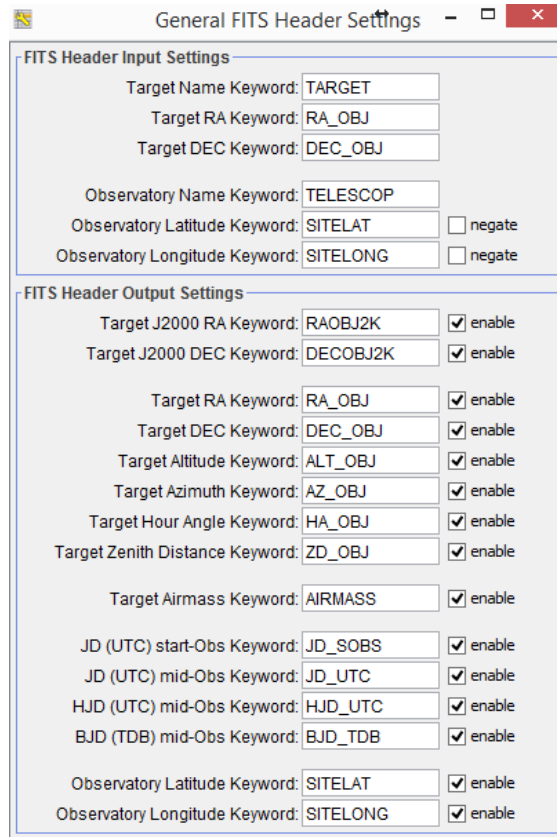 General FITS Header Settings
FITS Header Input Settings
Target Name Keyword: TARGET
Target RA Keyword: RA_OBJ
Target DEC Keyword: DEC_OBJ
Observatory Name Keyword: TELESCOP
Observatory Latitude Keyword: SITELAT negate
Observatory Longitude Keyword: SITELONG negate
FITS Header Output Settings
Target J2000 RA Keyword: RAOBJ2K enable
Target J2000 DEC Keyword: DECOBJ2K enable
Target RA Keyword: RA_OBJ enable
Target DEC Keyword: DEC_OBJ enable
Target Altitude Keyword: ALT_OBJ enable
Target Azimuth Keyword: AZ_OBJ enable
Target Hour Angle Keyword: HA_OBJ enable
Target Zenith Distance Keyword: ZD_OBJ enable
Target Airmass Keyword: AIRMASS enable
JD (UTC) start-Obs Keyword: JD_SOBS enable
JD (UTC) mid-Obs Keyword: JD_UTC enable
HJD (UTC) mid-Obs Keyword: HJD_UTC enable
BJD (TDB) mid-Obs Keyword: BJD_TDB enable
Observatory Latitude Keyword: SITELAT enable
Observatory Longitude Keyword: SITELONG enable